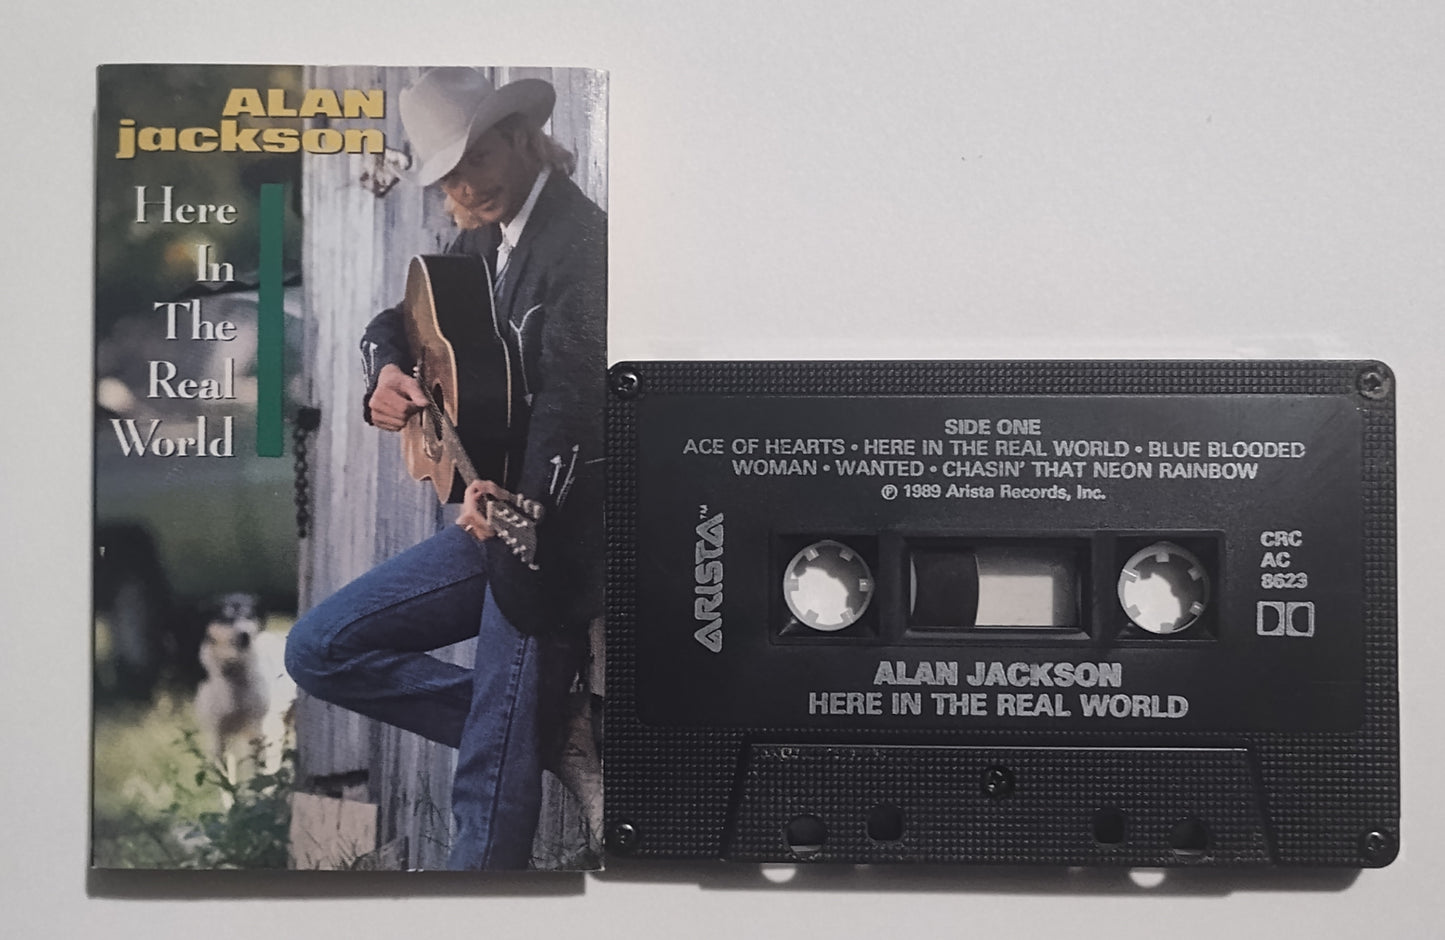 ALAN
jackson
Here
In
The
Real
World
SIDE ONE
ACE OF HEARTS • HERE IN THE REAL WORLD • BLUE BLOODED
WOMAN • WANTED • CHASIN' THAT NEON RAINBOW
℗ 1989 Arista Records, Inc.
ARISTA™
CRC
AC
8623
ALAN JACKSON
HERE IN THE REAL WORLD